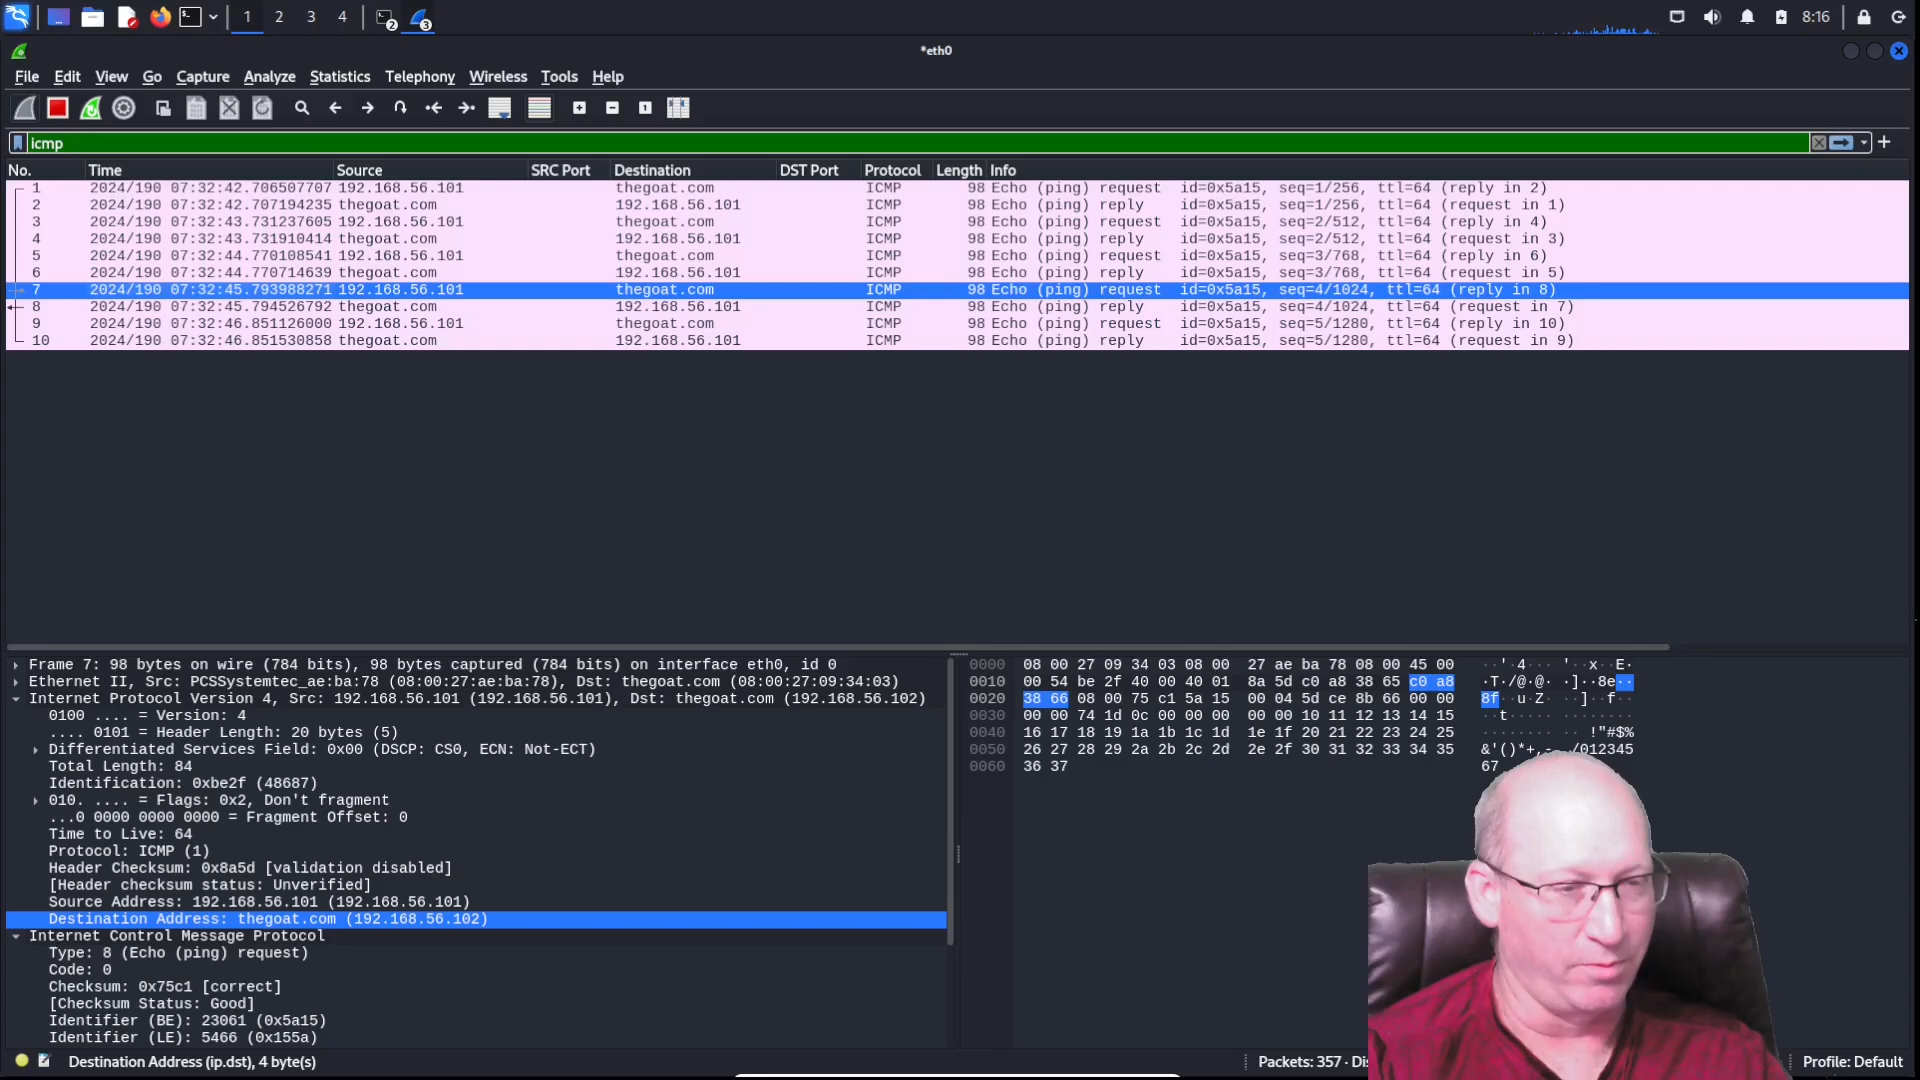 1 2 3 4 2 3 8:16
*eth0
File Edit View Go Capture Analyze Statistics Telephony Wireless Tools Help
icmp
No. Time Source SRC Port Destination DST Port Protocol Length Info
1 2024/190 07:32:42.706507707 192.168.56.101 thegoat.com ICMP 98 Echo (ping) request id=0x5a15, seq=1/256, ttl=64 (reply in 2)
2 2024/190 07:32:42.707194235 thegoat.com 192.168.56.101 ICMP 98 Echo (ping) reply id=0x5a15, seq=1/256, ttl=64 (request in 1)
3 2024/190 07:32:43.731237605 192.168.56.101 thegoat.com ICMP 98 Echo (ping) request id=0x5a15, seq=2/512, ttl=64 (reply in 4)
4 2024/190 07:32:43.731910414 thegoat.com 192.168.56.101 ICMP 98 Echo (ping) reply id=0x5a15, seq=2/512, ttl=64 (request in 3)
5 2024/190 07:32:44.770108541 192.168.56.101 thegoat.com ICMP 98 Echo (ping) request id=0x5a15, seq=3/768, ttl=64 (reply in 6)
6 2024/190 07:32:44.770714639 thegoat.com 192.168.56.101 ICMP 98 Echo (ping) reply id=0x5a15, seq=3/768, ttl=64 (request in 5)
7 2024/190 07:32:45.793988271 192.168.56.101 thegoat.com ICMP 98 Echo (ping) request id=0x5a15, seq=4/1024, ttl=64 (reply in 8)
8 2024/190 07:32:45.794526792 thegoat.com 192.168.56.101 ICMP 98 Echo (ping) reply id=0x5a15, seq=4/1024, ttl=64 (request in 7)
9 2024/190 07:32:46.851126000 192.168.56.101 thegoat.com ICMP 98 Echo (ping) request id=0x5a15, seq=5/1280, ttl=64 (reply in 10)
10 2024/190 07:32:46.851530858 thegoat.com 192.168.56.101 ICMP 98 Echo (ping) reply id=0x5a15, seq=5/1280, ttl=64 (request in 9)
Frame 7: 98 bytes on wire (784 bits), 98 bytes captured (784 bits) on interface eth0, id 0
Ethernet II, Src: PCSSystemtec_ae:ba:78 (08:00:27:ae:ba:78), Dst: thegoat.com (08:00:27:09:34:03)
Internet Protocol Version 4, Src: 192.168.56.101 (192.168.56.101), Dst: thegoat.com (192.168.56.102)
0100 .... = Version: 4
.... 0101 = Header Length: 20 bytes (5)
Differentiated Services Field: 0x00 (DSCP: CS0, ECN: Not-ECT)
Total Length: 84
Identification: 0xbe2f (48687)
010. .... = Flags: 0x2, Don't fragment
...0 0000 0000 0000 = Fragment Offset: 0
Time to Live: 64
Protocol: ICMP (1)
Header Checksum: 0x8a5d [validation disabled]
[Header checksum status: Unverified]
Source Address: 192.168.56.101 (192.168.56.101)
Destination Address: thegoat.com (192.168.56.102)
Internet Control Message Protocol
Type: 8 (Echo (ping) request)
Code: 0
Checksum: 0x75c1 [correct]
[Checksum Status: Good]
Identifier (BE): 23061 (0x5a15)
Identifier (LE): 5466 (0x155a)
0000 08 00 27 09 34 03 08 00 27 ae ba 78 08 00 45 00 ··'·4···'··x··E·
0010 00 54 be 2f 40 00 40 01 8a 5d c0 a8 38 65 c0 a8 ·T·/@·@··]··8e··
0020 38 66 08 00 75 c1 5a 15 00 04 5d ce 8b 66 00 00 8f··u·Z···]··f··
0030 00 00 74 1d 0c 00 00 00 00 00 10 11 12 13 14 15 ··t·············
0040 16 17 18 19 1a 1b 1c 1d 1e 1f 20 21 22 23 24 25 ·········· !"#$%
0050 26 27 28 29 2a 2b 2c 2d 2e 2f 30 31 32 33 34 35 &'()*+,- /012345
0060 36 37 67
Destination Address (ip.dst), 4 byte(s)
Packets: 357 ·
Profile: Default